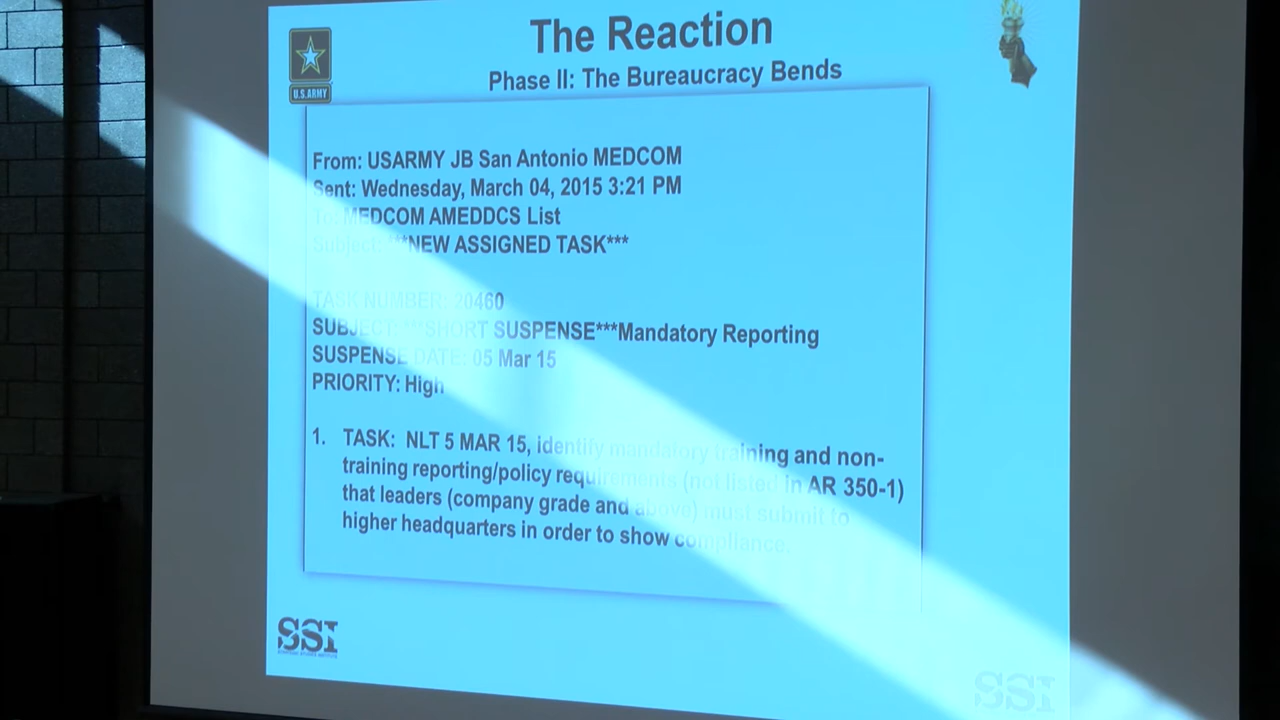 The Reaction
Phase II: The Bureaucracy Bends
U.S.ARMY
From: USARMY JB San Antonio MEDCOM
Sent: Wednesday, March 04, 2015 3:21 PM
To: MEDCOM AMEDDCS List
Subject: ***NEW ASSIGNED TASK***
TASK NUMBER: 20460
SUBJECT: ***SHORT SUSPENSE***Mandatory Reporting
SUSPENSE DATE: 05 Mar 15
PRIORITY: High
1. TASK: NLT 5 MAR 15, identify mandatory training and non-
training reporting/policy requirements (not listed in AR 350-1)
that leaders (company grade and above) must submit to
higher headquarters in order to show compliance.
SSI
SSI